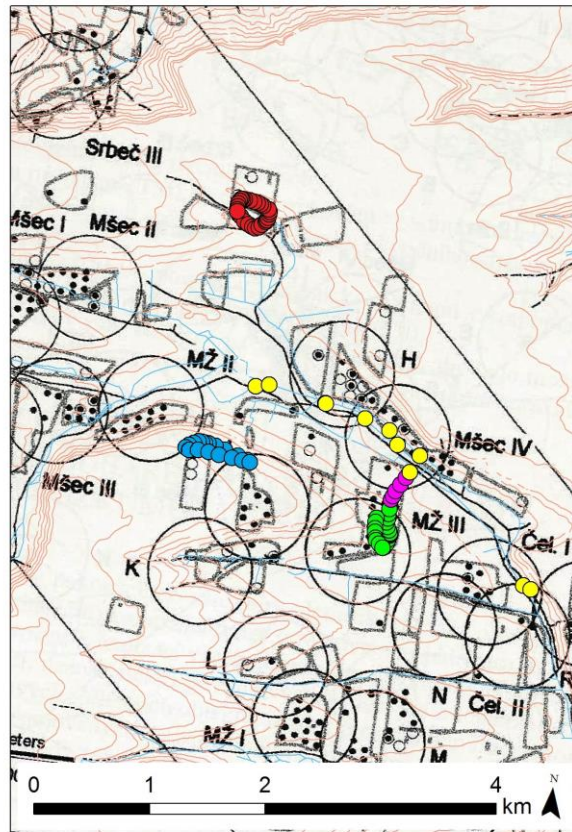 Srbeč III
Mšec I
Mšec II
H
MŽ II
Mšec IV
Mšec III
MŽ III
Čel. I
K
R
L
N
Čel. II
MŽ I
M
eters
0 1 2 4
km
N